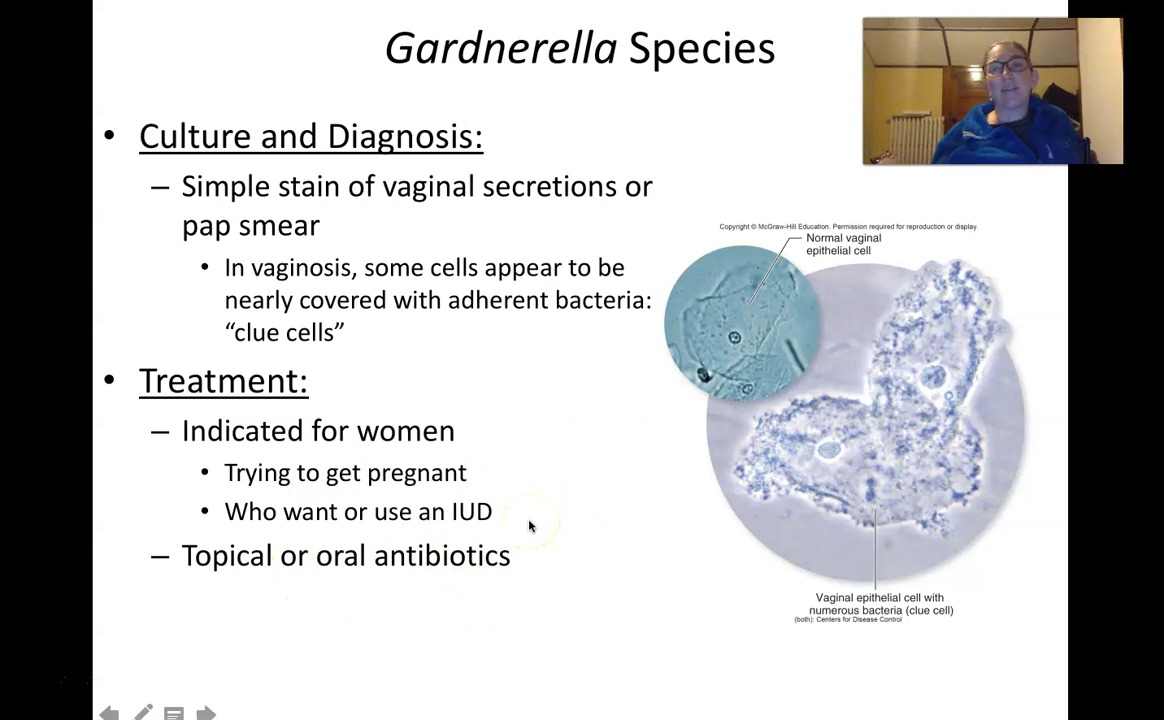 Gardnerella Species
• Culture and Diagnosis:
– Simple stain of vaginal secretions or
pap smear
• In vaginosis, some cells appear to be
nearly covered with adherent bacteria:
“clue cells”
• Treatment:
– Indicated for women
• Trying to get pregnant
• Who want or use an IUD
– Topical or oral antibiotics
Copyright © McGraw-Hill Education. Permission required for reproduction or display.
Normal vaginal
epithelial cell
Vaginal epithelial cell with
numerous bacteria (clue cell)
(both): Centers for Disease Control